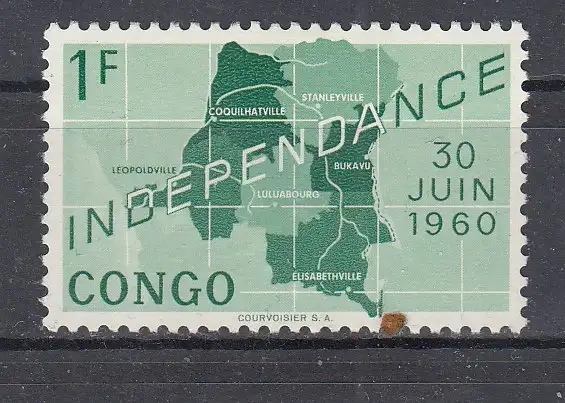 1F
STANLEYVILLE
COQUILHATVILLE
INDEPENDANCE
LEOPOLDVILLE
BUKAVU
30
JUIN
1960
LULUABOURG
ELISABETHVILLE
CONGO
COURVOISIER S. A.